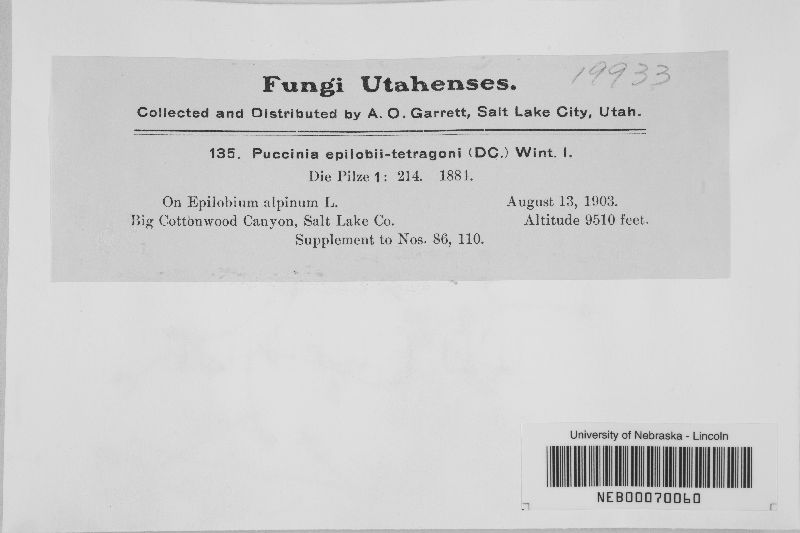 Fungi Utahenses.
19933
Collected and Distributed by A. O. Garrett, Salt Lake City, Utah.
135. Puccinia epilobii-tetragoni (DC.) Wint. I.
Die Pilze 1: 214. 1881.
On Epilobium alpinum L. August 13, 1903.
Big Cottonwood Canyon, Salt Lake Co. Altitude 9510 feet.
Supplement to Nos. 86, 110.
University of Nebraska - Lincoln
NEB00070060